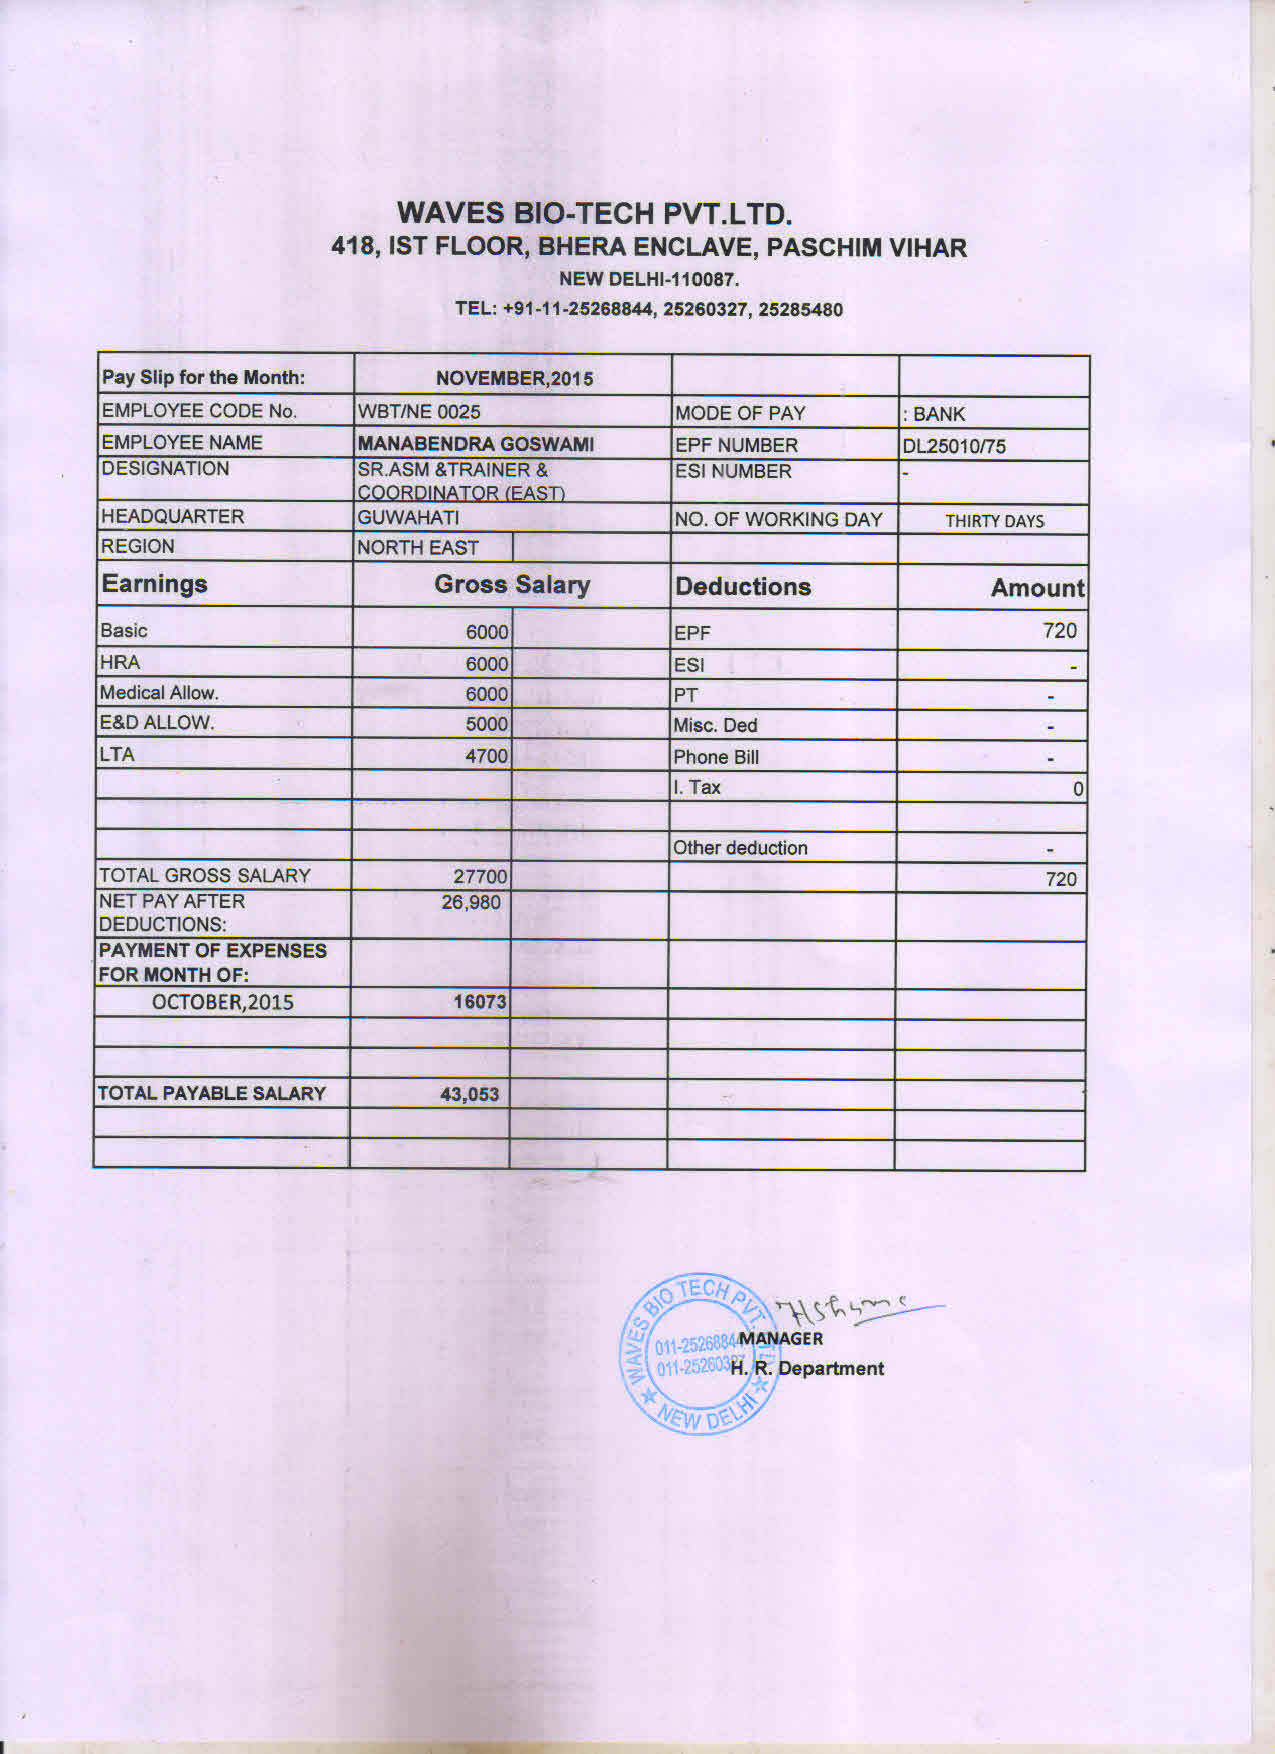 WAVES BIO-TECH PVT.LTD.
418, IST FLOOR, BHERA ENCLAVE, PASCHIM VIHAR
NEW DELHI-110087.
TEL: +91-11-25268844, 25260327, 25285480
Pay Slip for the Month: NOVEMBER,2015
EMPLOYEE CODE No. WBT/NE 0025 MODE OF PAY : BANK
EMPLOYEE NAME MANABENDRA GOSWAMI EPF NUMBER DL25010/75
DESIGNATION SR.ASM &TRAINER & ESI NUMBER -
COORDINATOR (EAST)
HEADQUARTER GUWAHATI NO. OF WORKING DAY THIRTY DAYS
REGION NORTH EAST
Earnings Gross Salary Deductions Amount
Basic 6000 EPF 720
HRA 6000 ESI -
Medical Allow. 6000 PT -
E&D ALLOW. 5000 Misc. Ded -
LTA 4700 Phone Bill -
I. Tax 0
Other deduction -
TOTAL GROSS SALARY 27700 720
NET PAY AFTER 26,980
DEDUCTIONS:
PAYMENT OF EXPENSES
FOR MONTH OF:
OCTOBER,2015 16073
TOTAL PAYABLE SALARY 43,053
WAVES BIO TECH PVT. LTD.
011-25268844
011-25260327
NEW DELHI
MANAGER
H. R. Department